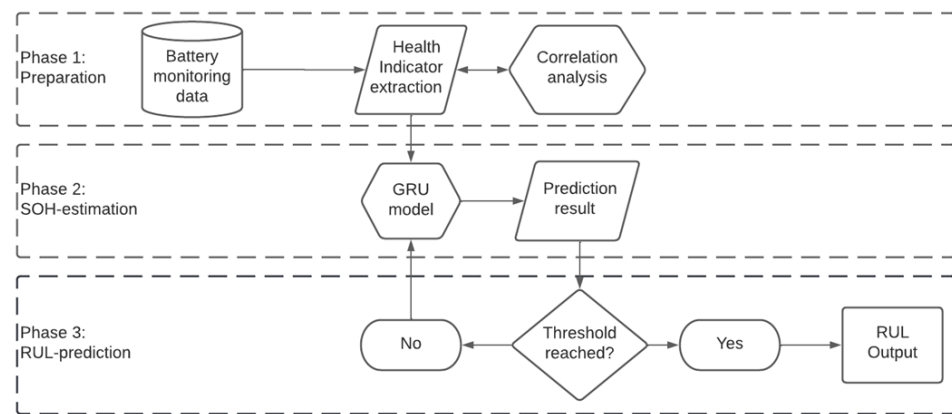 Phase 1:
Preparation
Battery
monitoring
data
Health
Indicator
extraction
Correlation
analysis
Phase 2:
SOH-estimation
GRU
model
Prediction
result
Phase 3:
RUL-prediction
No
Threshold
reached?
Yes
RUL
Output